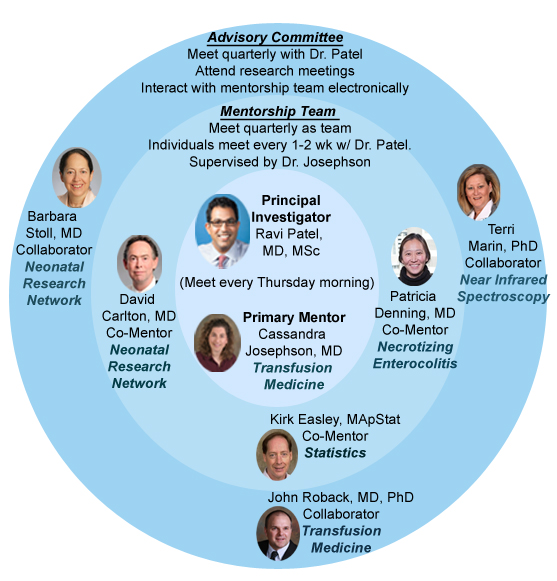 Advisory Committee
Meet quarterly with Dr. Patel
Attend research meetings
Interact with mentorship team electronically
Mentorship Team
Meet quarterly as team
Individuals meet every 1-2 wk w/ Dr. Patel.
Supervised by Dr. Josephson
Principal
Investigator
Ravi Patel,
MD, MSc
(Meet every Thursday morning)
Primary Mentor
Cassandra
Josephson, MD
Transfusion
Medicine
Barbara
Stoll, MD
Collaborator
Neonatal
Research
Network
David
Carlton, MD
Co-Mentor
Neonatal
Research
Network
Patricia
Denning, MD
Co-Mentor
Necrotizing
Enterocolitis
Terri
Marin, PhD
Collaborator
Near Infrared
Spectroscopy
Kirk Easley, MApStat
Co-Mentor
Statistics
John Roback, MD, PhD
Collaborator
Transfusion
Medicine